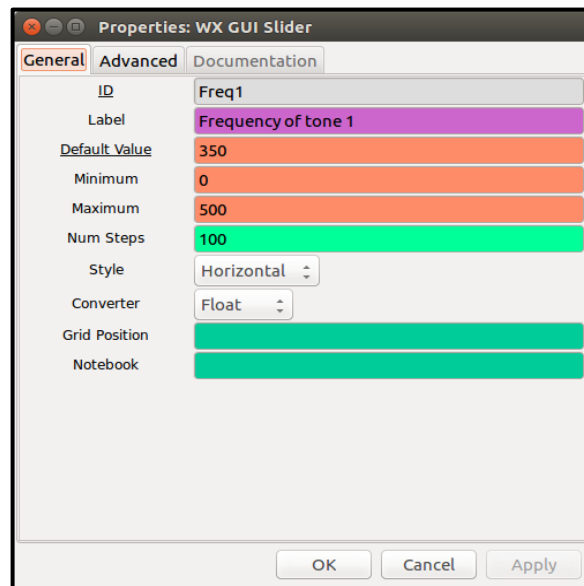 Properties: WX GUI Slider
General Advanced Documentation
ID Freq1
Label Frequency of tone 1
Default Value 350
Minimum 0
Maximum 500
Num Steps 100
Style Horizontal
Converter Float
Grid Position
Notebook
OK Cancel Apply